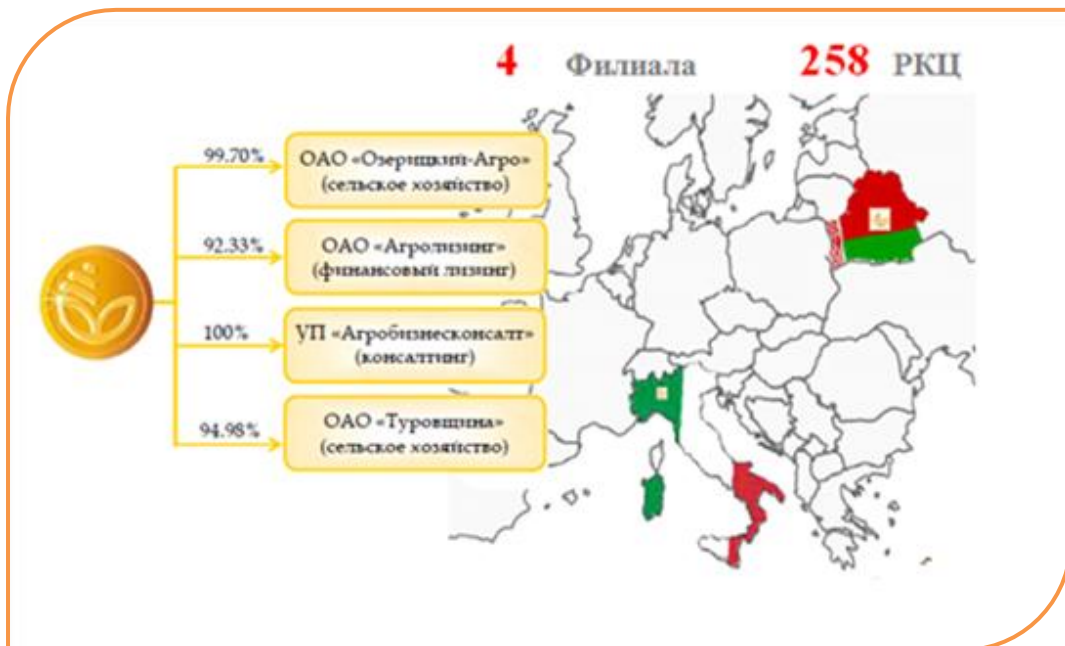 4 Филиала 258 РКЦ
99.70%
ОАО «Озерицкий-Агро»
(сельское хозяйство)
92.33%
ОАО «Агролизинг»
(финансовый лизинг)
100%
УП «Агробизнесконсалт»
(консалтинг)
94.98%
ОАО «Туровщина»
(сельское хозяйство)